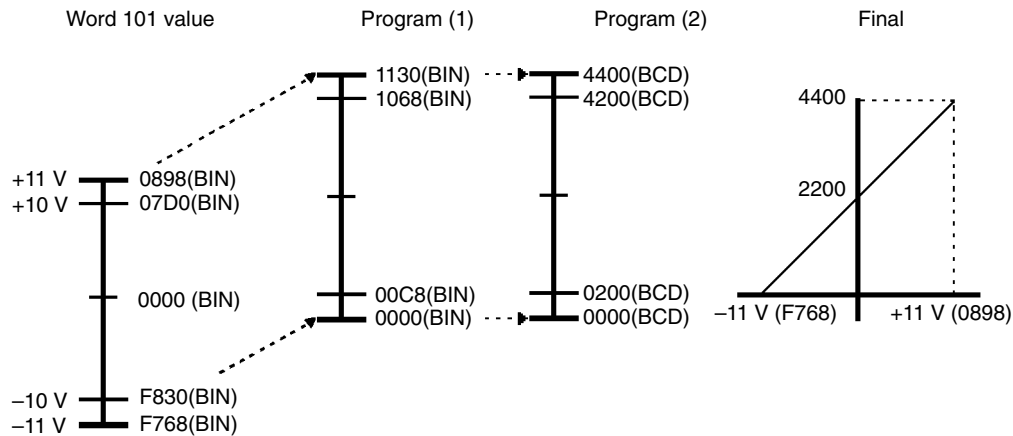 Word 101 value
Program (1)
Program (2)
Final
+11 V
0898(BIN)
+10 V
07D0(BIN)
0000 (BIN)
–10 V
F830(BIN)
–11 V
F768(BIN)
1130(BIN)
1068(BIN)
00C8(BIN)
0000(BIN)
4400(BCD)
4200(BCD)
0200(BCD)
0000(BCD)
4400
2200
–11 V (F768)
+11 V (0898)